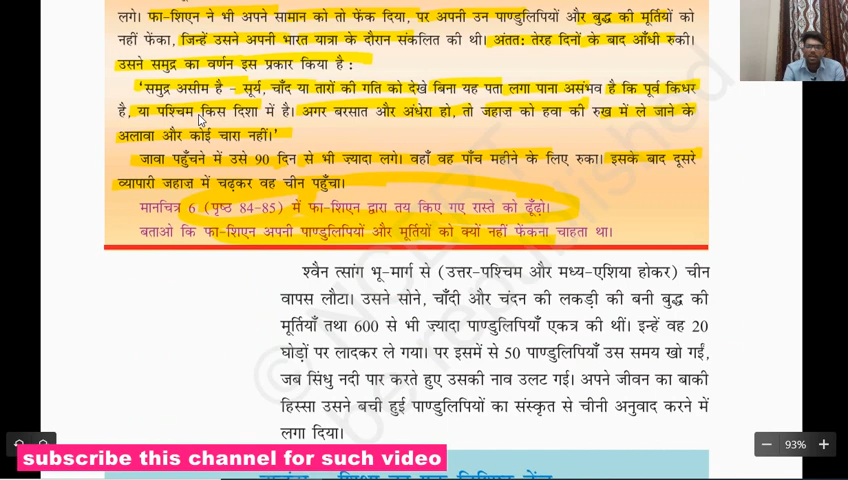 लगे। फा-शिएन ने भी अपने सामान को तो फेंक दिया, पर अपनी उन पाण्डुलिपियों और बुद्ध की मूर्तियों को
नहीं फेंका, जिन्हें उसने अपनी भारत यात्रा के दौरान संकलित की थी। अंततः तेरह दिनों के बाद आँधी रुकी।
उसने समुद्र का वर्णन इस प्रकार किया है :
‘समुद्र असीम है – सूर्य, चाँद या तारों की गति को देखे बिना यह पता लगा पाना असंभव है कि पूर्व किधर
है, या पश्चिम किस दिशा में है। अगर बरसात और अंधेरा हो, तो जहाज़ को हवा की रुख में ले जाने के
अलावा और कोई चारा नहीं।’
जावा पहुँचने में उसे 90 दिन से भी ज्यादा लगे। वहाँ वह पाँच महीने के लिए रुका। इसके बाद दूसरे
व्यापारी जहाज़ में चढ़कर वह चीन पहुँचा।
मानचित्र 6 (पृष्ठ 84-85) में फा-शिएन द्वारा तय किए गए रास्ते को ढूँढ़ो।
बताओ कि फा-शिएन अपनी पाण्डुलिपियों और मूर्तियों को क्यों नहीं फेंकना चाहता था।
श्वैन त्सांग भू-मार्ग से (उत्तर-पश्चिम और मध्य-एशिया होकर) चीन
वापस लौटा। उसने सोने, चाँदी और चंदन की लकड़ी की बनी बुद्ध की
मूर्तियाँ तथा 600 से भी ज्यादा पाण्डुलिपियाँ एकत्र की थीं। इन्हें वह 20
घोड़ों पर लादकर ले गया। पर इसमें से 50 पाण्डुलिपियाँ उस समय खो गईं,
जब सिंधु नदी पार करते हुए उसकी नाव उलट गई। अपने जीवन का बाकी
हिस्सा उसने बची हुई पाण्डुलिपियों का संस्कृत से चीनी अनुवाद करने में
लगा दिया।
93%
subscribe this channel for such video